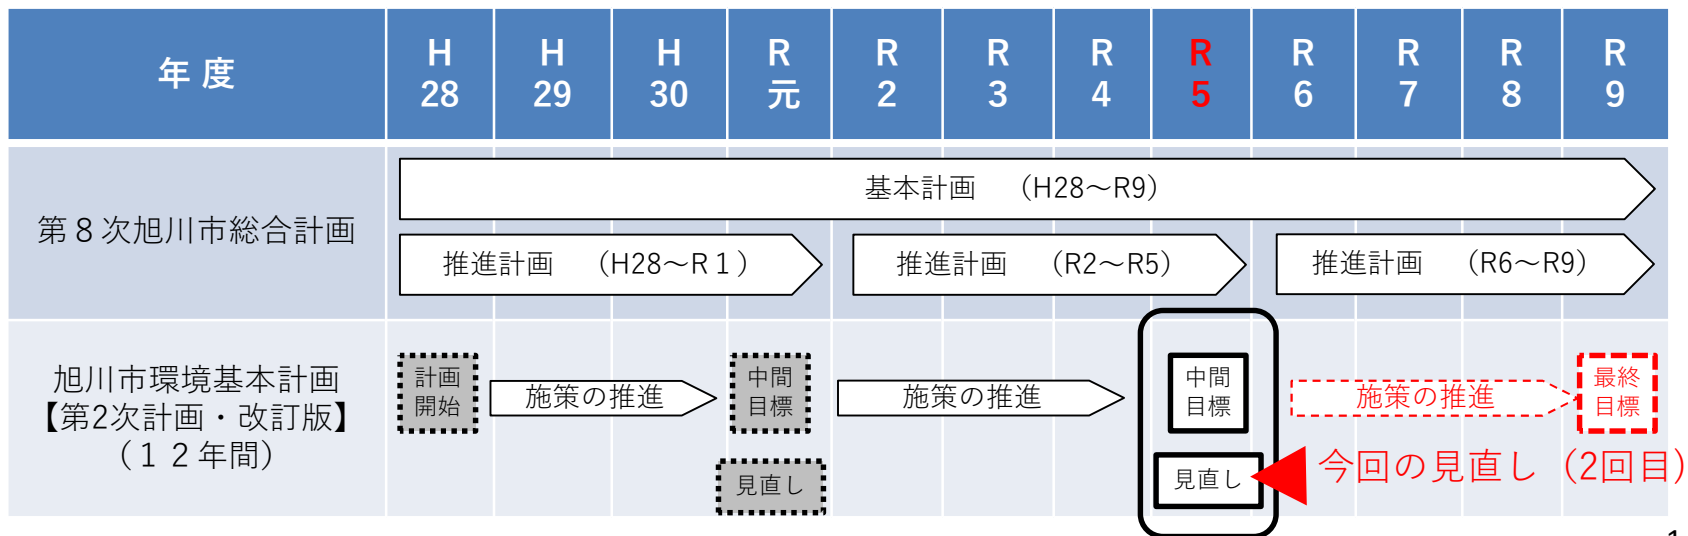 年 度
H
28
H
29
H
30
R
元
R
2
R
3
R
4
R
5
R
6
R
7
R
8
R
9
第８次旭川市総合計画
基本計画　（H28～R9）
推進計画　（H28～R１）
推進計画　（R2～R5）
推進計画　（R6～R9）
旭川市環境基本計画
【第2次計画・改訂版】
（１２年間）
計画
開始
施策の推進
中間
目標
施策の推進
中間
目標
施策の推進
最終
目標
見直し
見直し
今回の見直し（2回目）
1